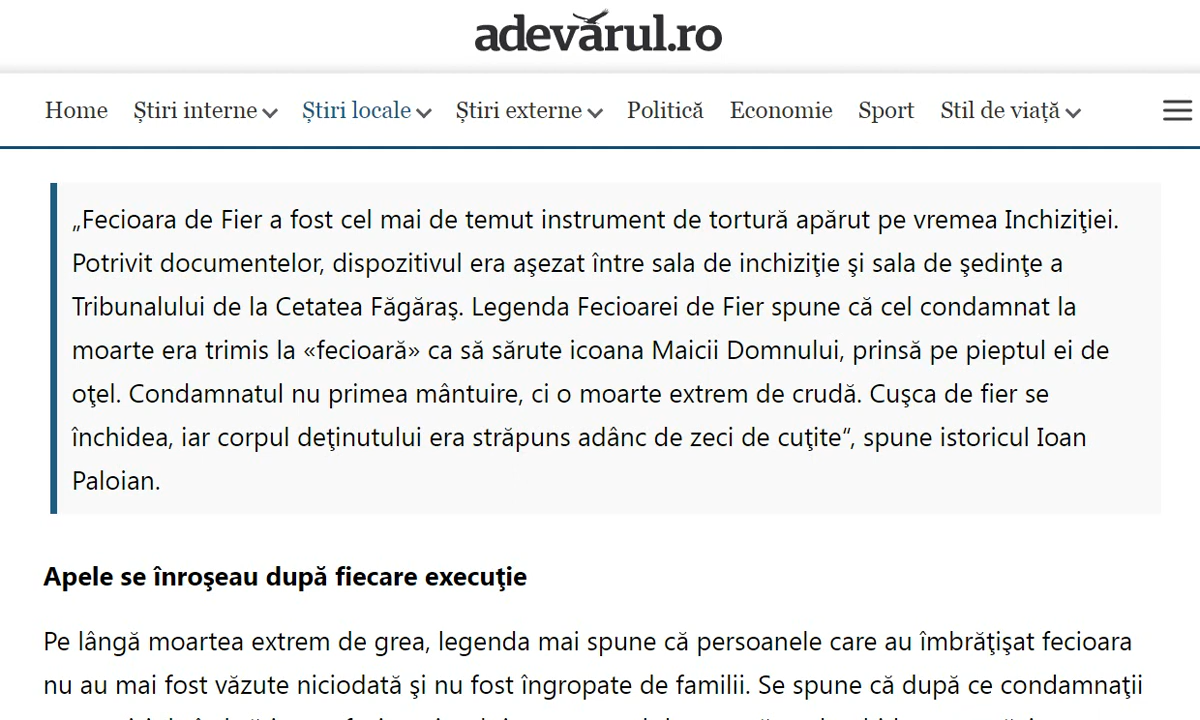 adevărul.ro
Home Știri interne Știri locale Știri externe Politică Economie Sport Stil de viață
„Fecioara de Fier a fost cel mai de temut instrument de tortură apărut pe vremea Inchiziţiei.
Potrivit documentelor, dispozitivul era aşezat între sala de inchiziţie şi sala de şedinţe a
Tribunalului de la Cetatea Făgăraş. Legenda Fecioarei de Fier spune că cel condamnat la
moarte era trimis la «fecioară» ca să sărute icoana Maicii Domnului, prinsă pe pieptul ei de
oţel. Condamnatul nu primea mântuire, ci o moarte extrem de crudă. Cuşca de fier se
închidea, iar corpul deţinutului era străpuns adânc de zeci de cuţite“, spune istoricul Ioan
Paloian.
Apele se înroşeau după fiecare execuţie
Pe lângă moartea extrem de grea, legenda mai spune că persoanele care au îmbrăţişat fecioara
nu au mai fost văzute niciodată şi nu fost îngropate de familii. Se spune că după ce condamnaţii